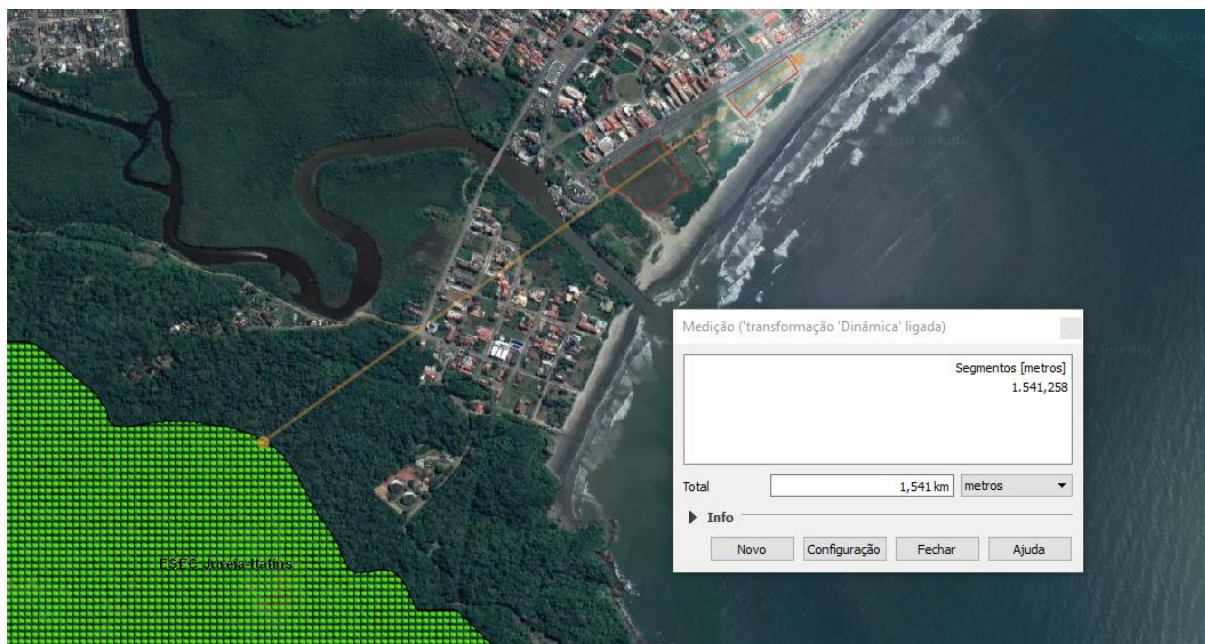 Medição ('transformação 'Dinâmica' ligada)
Segmentos [metros]
1.541,258
Total 1,541 km metros
Info
Novo Configuração Fechar Ajuda
ESEC Juréia-Itatins